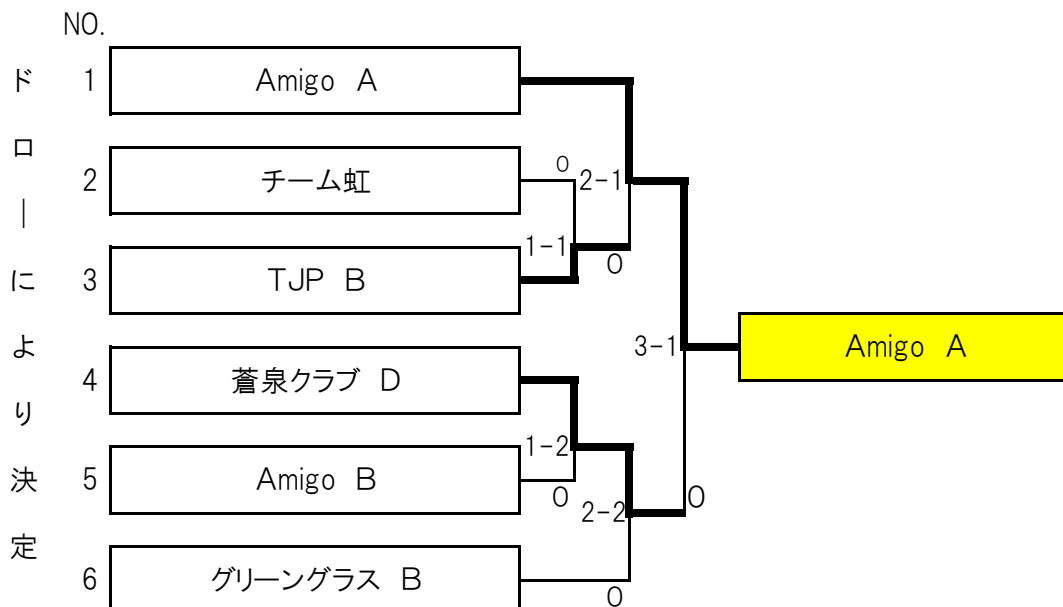 NO.
ドローにより決定
1 Amigo A
2 チーム虹
3 TJP B
4 蒼泉クラブ D
5 Amigo B
6 グリーングラス B
0
2-1
1-1
0
3-1
Amigo A
1-2
0
2-2
0
0